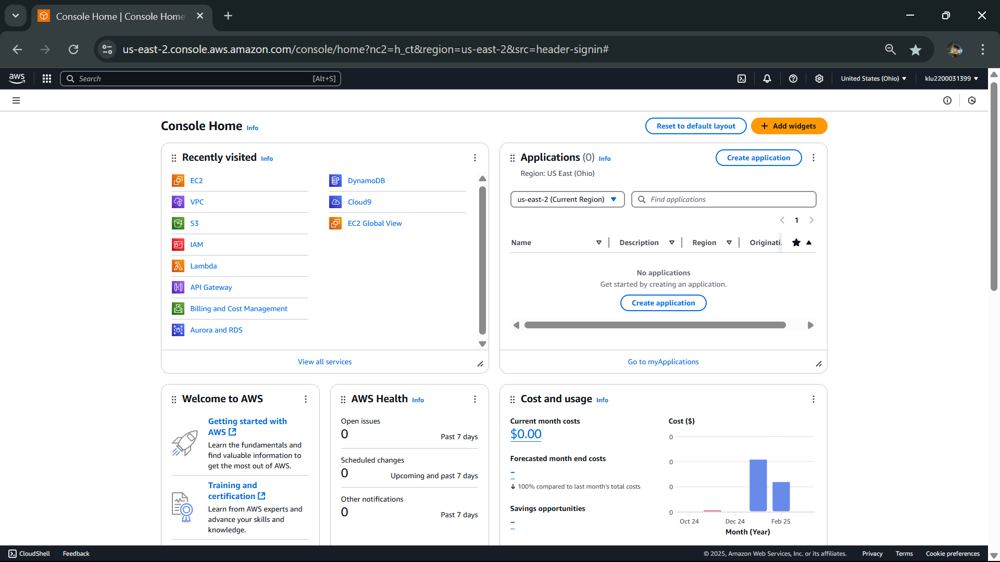 Console Home | Console Home
us-east-2.console.aws.amazon.com/console/home?nc2=h_ct&region=us-east-2&src=header-signin#
aws
Search
[Alt+S]
United States (Ohio)
klu2200031399
Console Home Info
Reset to default layout
Add widgets
Recently visited Info
EC2
VPC
S3
IAM
Lambda
API Gateway
Billing and Cost Management
Aurora and RDS
DynamoDB
Cloud9
EC2 Global View
View all services
Applications (0) Info
Region: US East (Ohio)
Create application
us-east-2 (Current Region)
Find applications
1
Name
Description
Region
Originati
No applications
Get started by creating an application.
Create application
Go to myApplications
Welcome to AWS
Getting started with
AWS
Learn the fundamentals and
find valuable information to
get the most out of AWS.
Training and
certification
Learn from AWS experts and
advance your skills and
knowledge.
AWS Health Info
Open issues
0
Past 7 days
Scheduled changes
0
Upcoming and past 7 days
Other notifications
0
Past 7 days
Cost and usage Info
Current month costs
$0.00
Forecasted month end costs
-
100% compared to last month's total costs
Savings opportunities
-
Cost ($)
0
0
0
0
Oct 24
Dec 24
Feb 25
Month (Year)
CloudShell
Feedback
© 2025, Amazon Web Services, Inc. or its affiliates.
Privacy
Terms
Cookie preferences